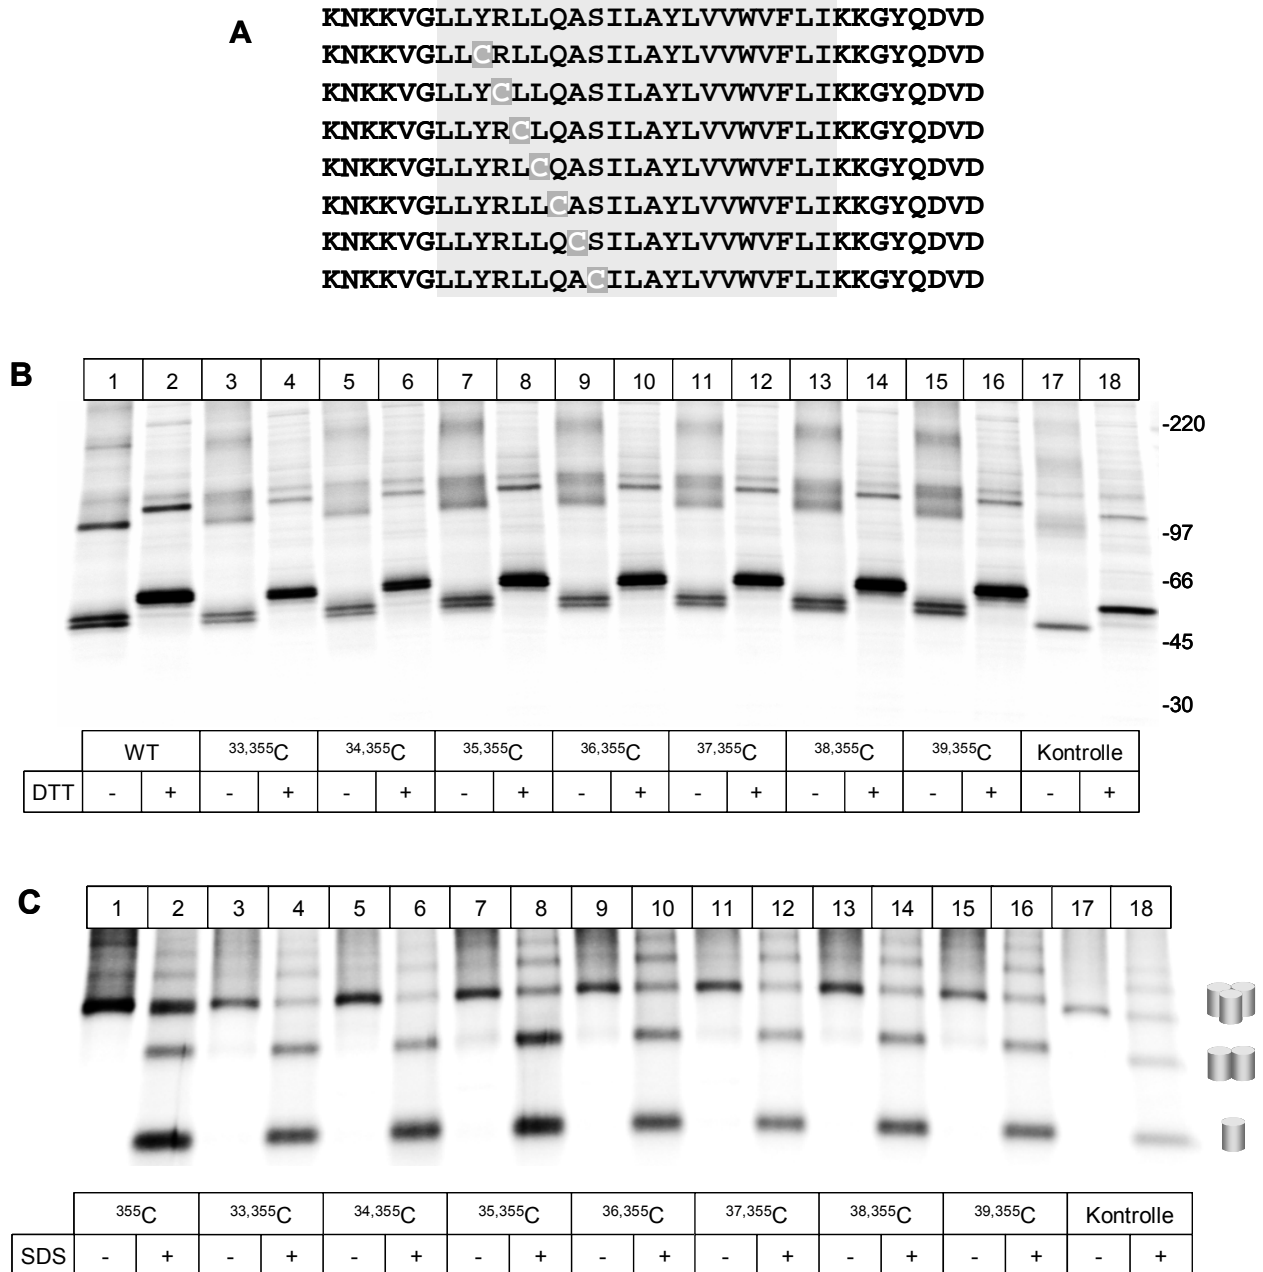 A
KNKKVGLLYRLLQASILAYLVVWVFLIKKGYQDVD
KNKKVGLLCRLLQASILAYLVVWVFLIKKGYQDVD
KNKKVGLLYCLLQASILAYLVVWVFLIKKGYQDVD
KNKKVGLLYRCLQASILAYLVVWVFLIKKGYQDVD
KNKKVGLLYRLCQASILAYLVVWVFLIKKGYQDVD
KNKKVGLLYRLLCASILAYLVVWVFLIKKGYQDVD
KNKKVGLLYRLLQCSILAYLVVWVFLIKKGYQDVD
KNKKVGLLYRLLQACILAYLVVWVFLIKKGYQDVD
B
1 2 3 4 5 6 7 8 9 10 11 12 13 14 15 16 17 18
-220
-97
-66
-45
-30
WT 33,355C 34,355C 35,355C 36,355C 37,355C 38,355C 39,355C Kontrolle
DTT - + - + - + - + - + - + - + - + - +
C
1 2 3 4 5 6 7 8 9 10 11 12 13 14 15 16 17 18
355C 33,355C 34,355C 35,355C 36,355C 37,355C 38,355C 39,355C Kontrolle
SDS - + - + - + - + - + - + - + - + - +